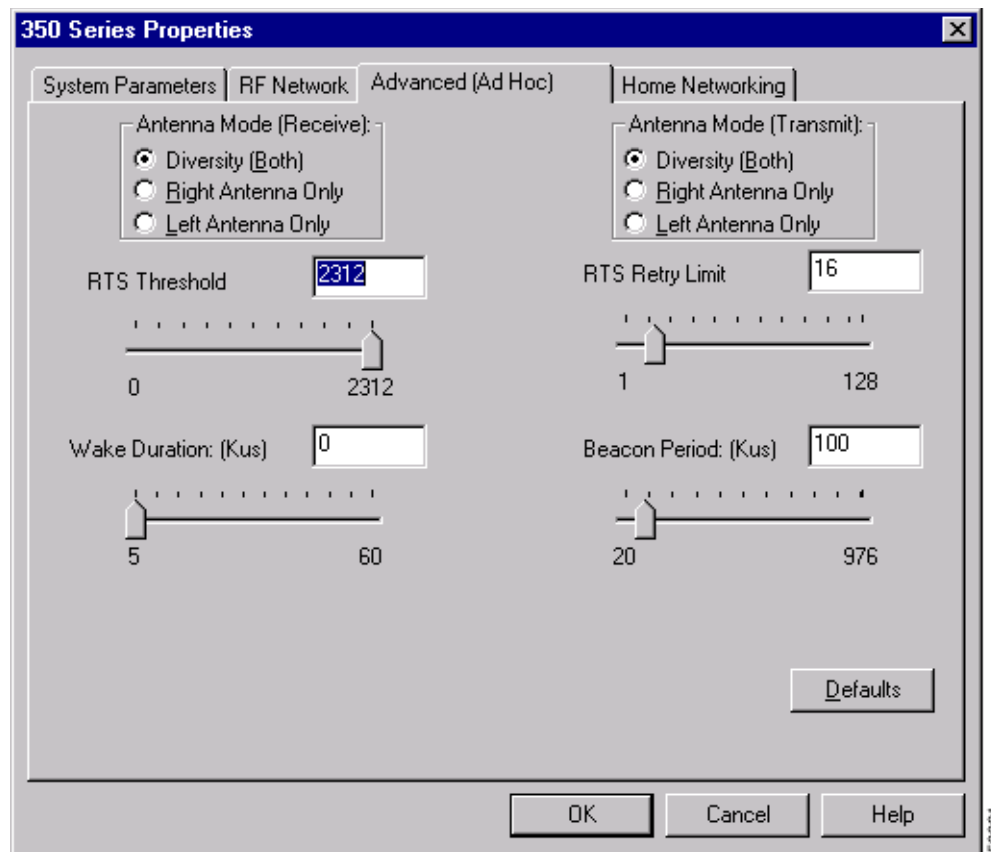 350 Series Properties
System Parameters RF Network Advanced (Ad Hoc) Home Networking
Antenna Mode (Receive): Antenna Mode (Transmit):
Diversity (Both) Diversity (Both)
Right Antenna Only Right Antenna Only
Left Antenna Only Left Antenna Only
RTS Threshold 2312 RTS Retry Limit 16
0 2312 1 128
Wake Duration: (Kus) 0 Beacon Period: (Kus) 100
5 60 20 976
Defaults
OK Cancel Help